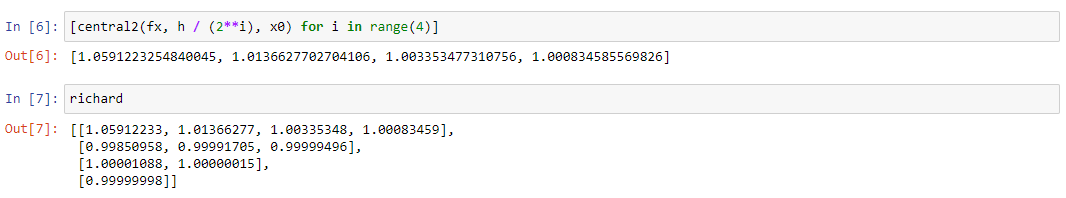 In [6]: [central2(fx, h / (2**i), x0) for i in range(4)]
Out[6]: [1.0591223254840045, 1.0136627702704106, 1.003353477310756, 1.000834585569826]
In [7]: richard
Out[7]: [[1.05912233, 1.01366277, 1.00335348, 1.00083459],
[0.99850958, 0.99991705, 0.99999496],
[1.00001088, 1.00000015],
[0.99999998]]